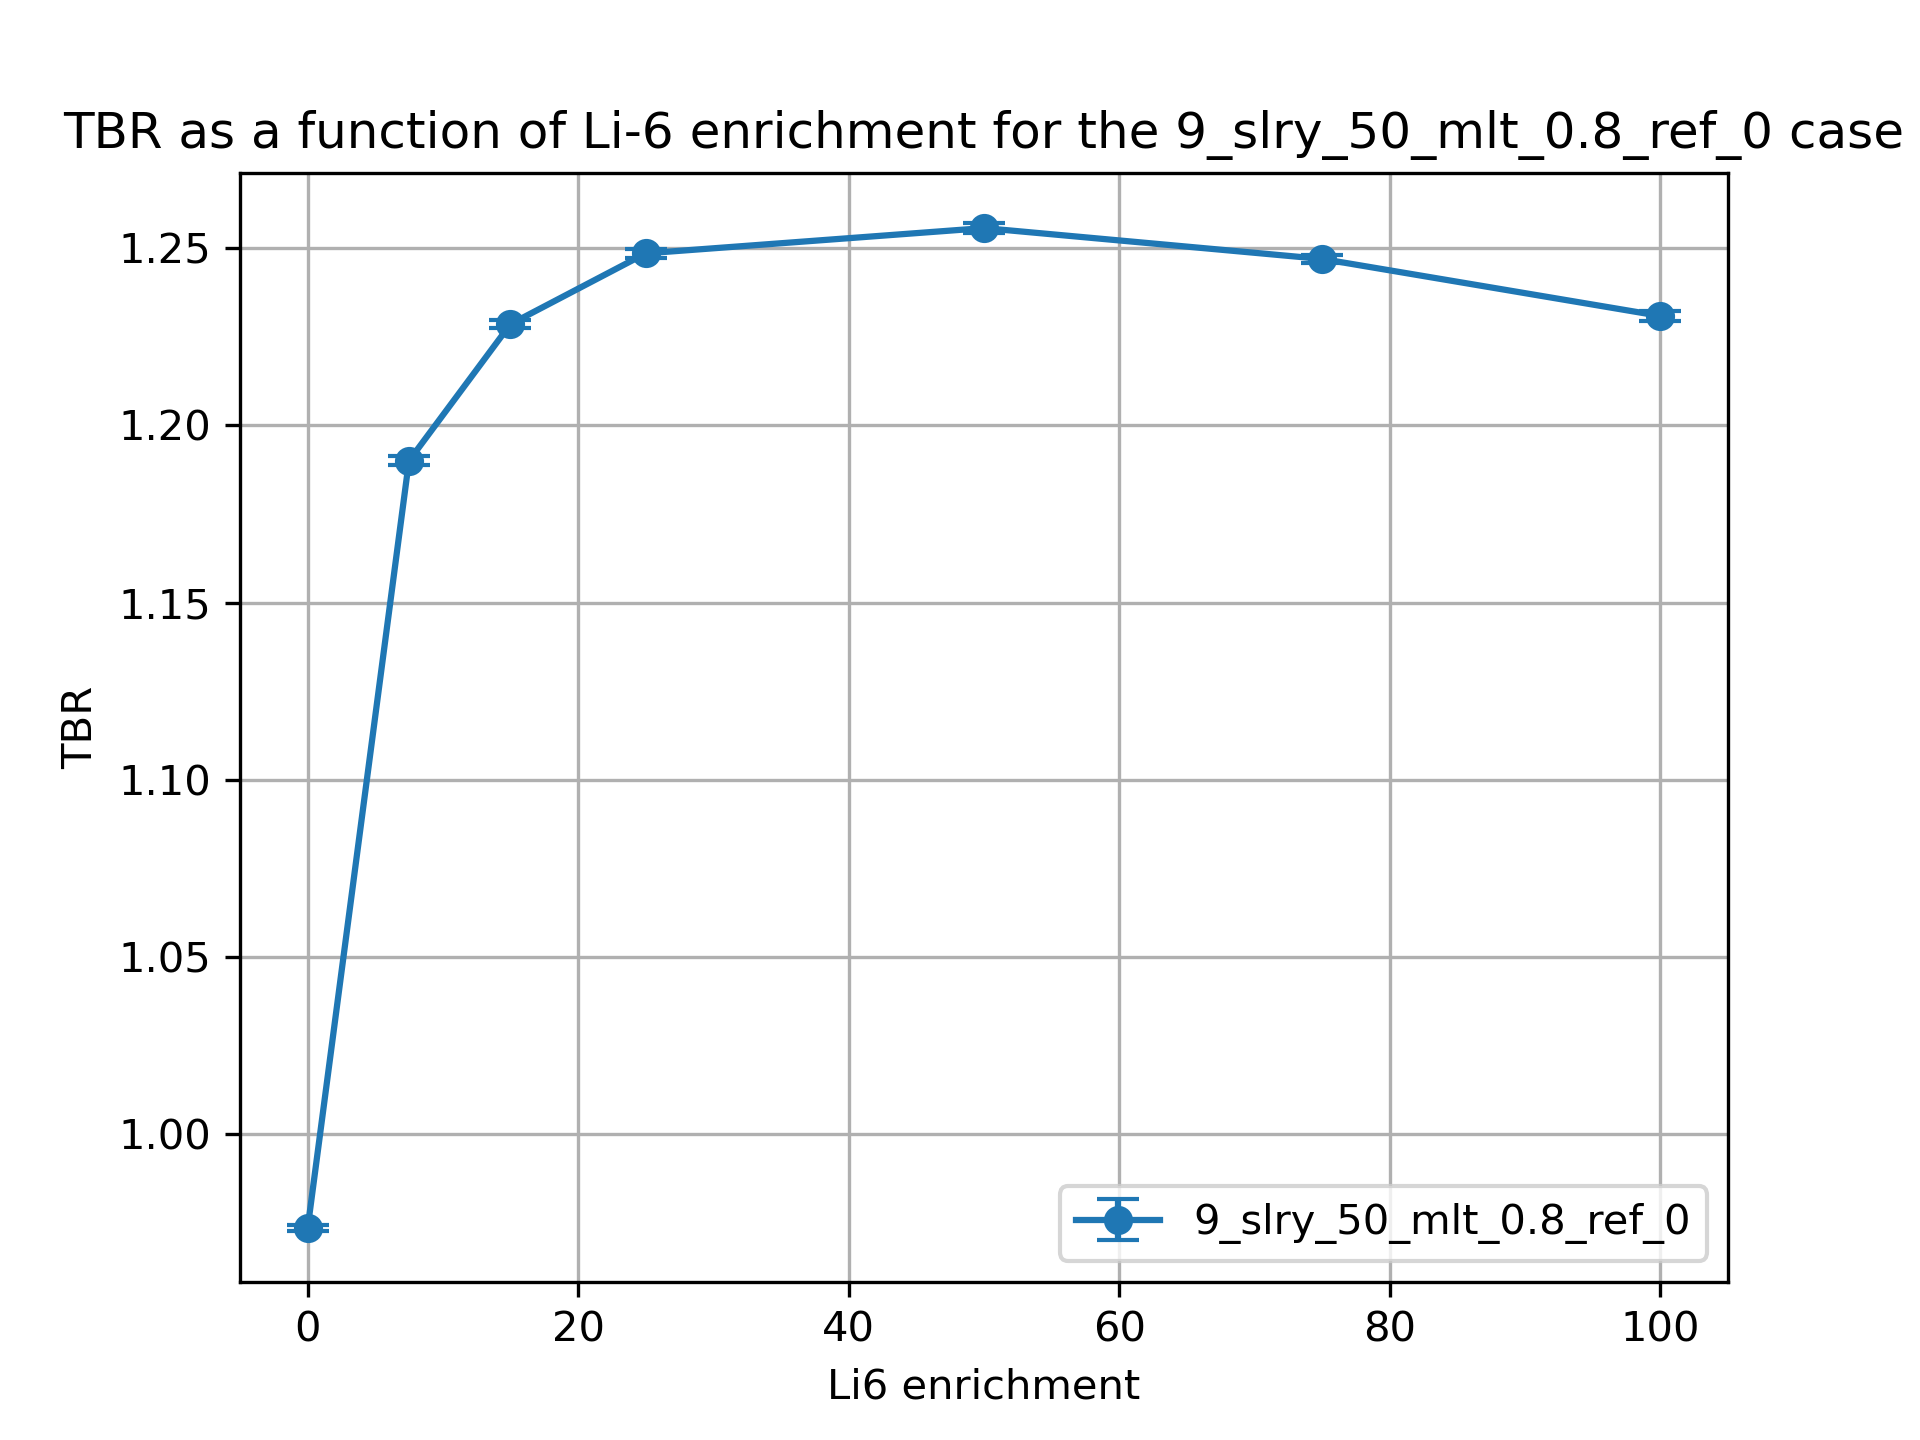 TBR as a function of Li-6 enrichment for the 9_slry_50_mlt_0.8_ref_0 case
1.25
1.20
1.15
1.10
1.05
1.00
TBR
9_slry_50_mlt_0.8_ref_0
0 20 40 60 80 100
Li6 enrichment